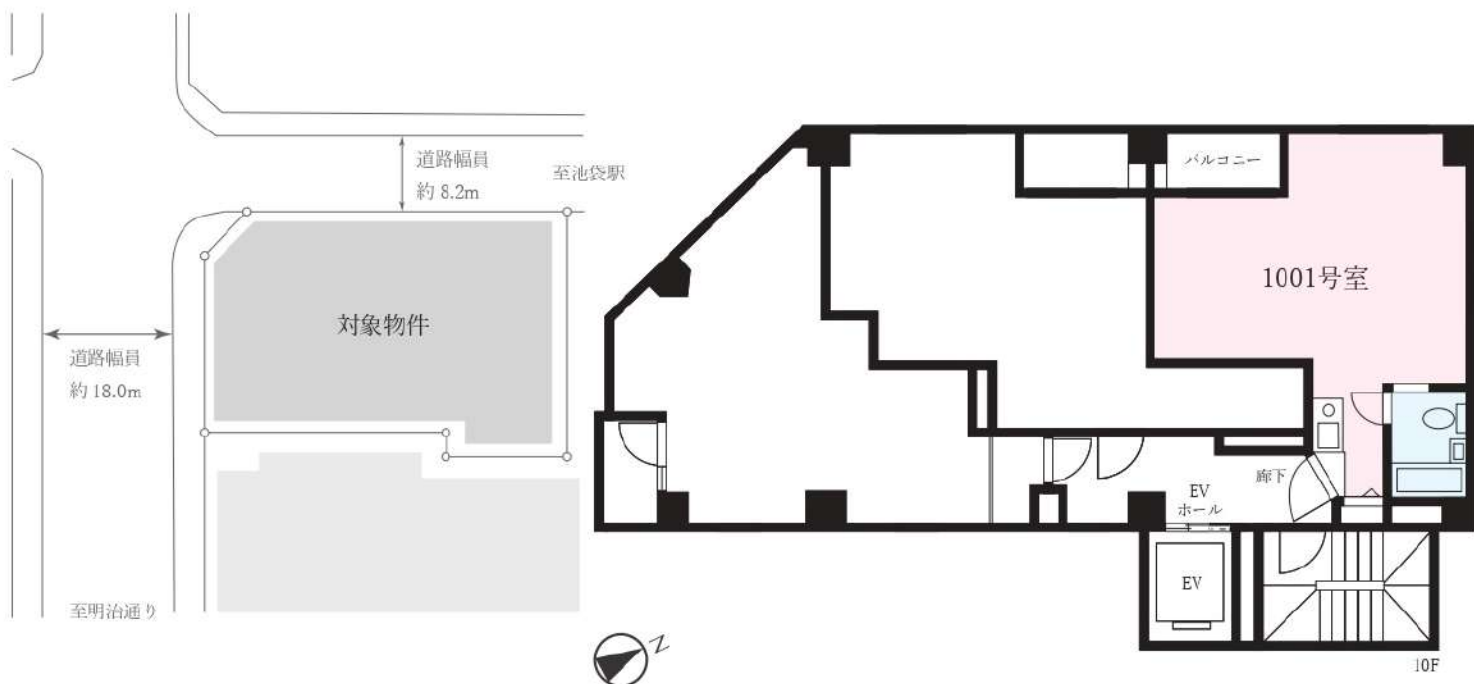 道路幅員
約 8.2m
至池袋駅
対象物件
道路幅員
約 18.0m
至明治通り
バルコニー
1001号室
廊下
EV
ホール
EV
N
10F